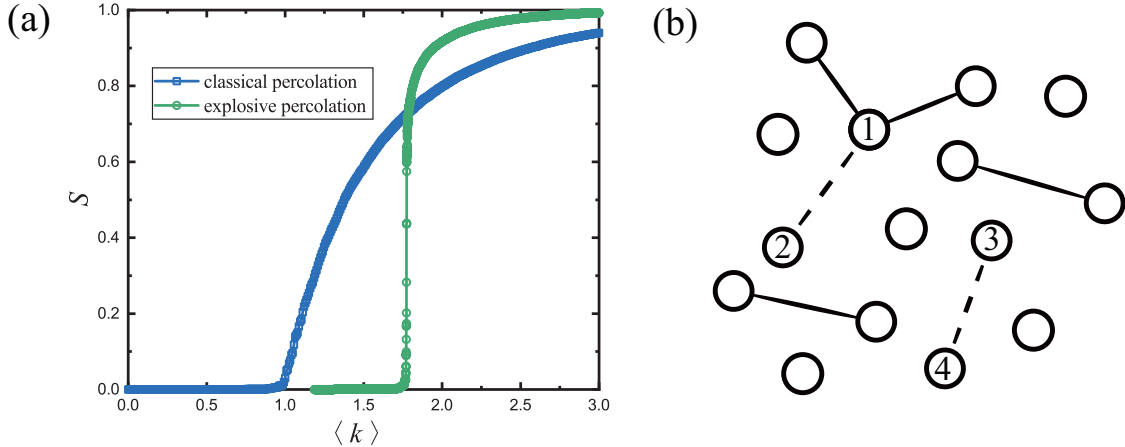 (a)
1.0
0.8
0.6
0.4
0.2
0.0
S
classical percolation
explosive percolation
0.0 0.5 1.0 1.5 2.0 2.5 3.0
⟨ k ⟩
(b)
1
2
3
4